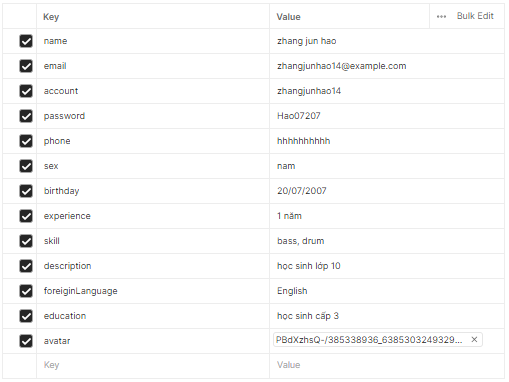 Key Value ••• Bulk Edit
name zhang jun hao
email zhangjunhao14@example.com
account zhangjunhao14
password Hao07207
phone hhhhhhhhhh
sex nam
birthday 20/07/2007
experience 1 năm
skill bass, drum
description học sinh lớp 10
foreiginLanguage English
education học sinh cấp 3
avatar PBdXzhsQ-/385338936_6385303249329...
Key Value